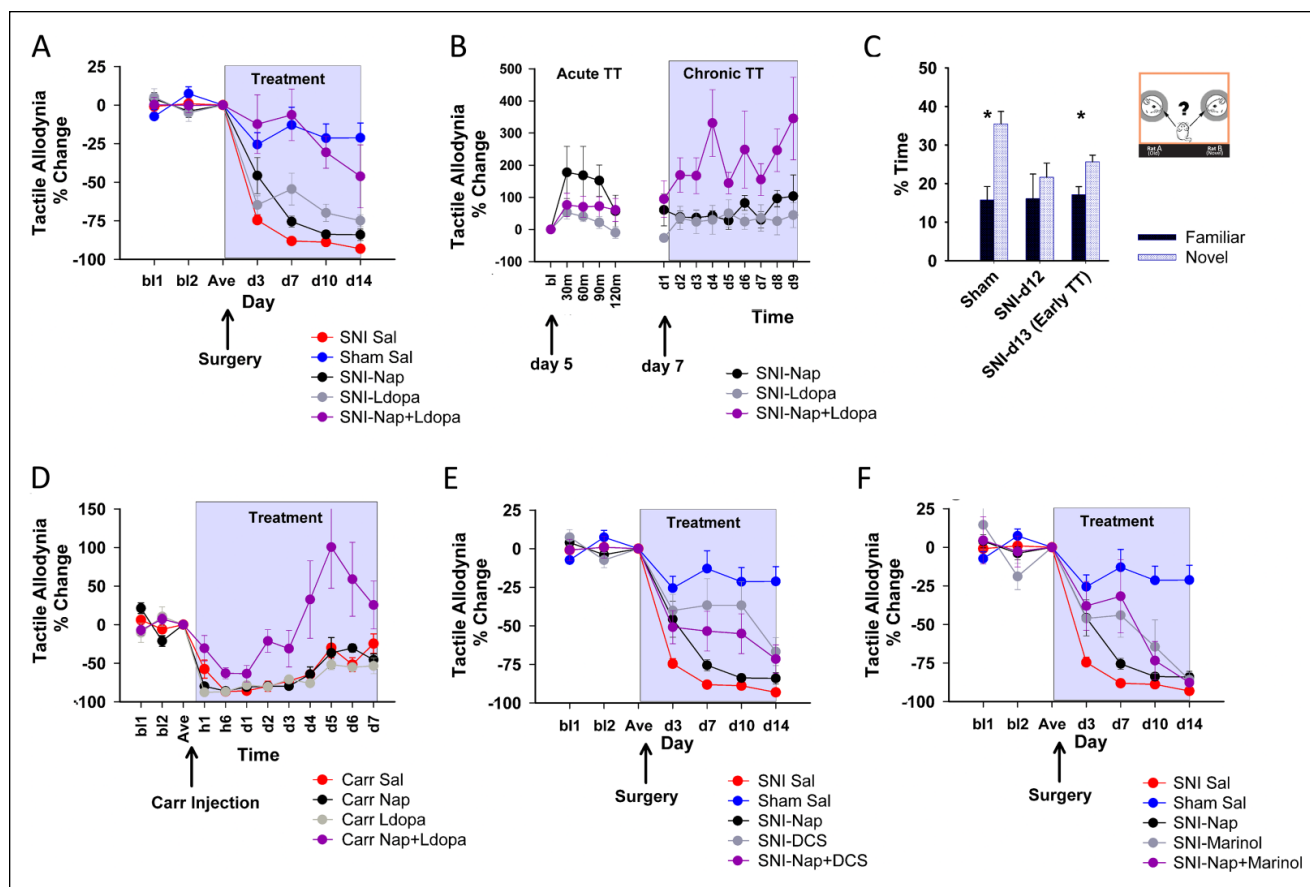 A
Tactile Allodynia
% Change
25
0
-25
-50
-75
-100
Treatment
bl1 bl2 Ave d3 d7 d10 d14
Day
Surgery
SNI Sal
Sham Sal
SNI-Nap
SNI-Ldopa
SNI-Nap+Ldopa
B
Tactile Allodynia
% Change
500
400
300
200
100
0
-100
Acute TT
Chronic TT
bl 30m 60m 90m 120m d1 d2 d3 d4 d5 d6 d7 d8 d9
Time
day 5
day 7
SNI-Nap
SNI-Ldopa
SNI-Nap+Ldopa
C
% Time
50
40
30
20
10
0
*
*
Sham
SNI-d12
SNI-d13 (Early TT)
?
Rat A
(Old)
Rat B
(Novel)
Familiar
Novel
D
Tactile Allodynia
% Change
150
100
50
0
-50
-100
Treatment
bl1 bl2 Ave h1 h6 d1 d2 d3 d4 d5 d6 d7
Time
Carr Injection
Carr Sal
Carr Nap
Carr Ldopa
Carr Nap+Ldopa
E
Tactile Allodynia
% Change
25
0
-25
-50
-75
-100
Treatment
bl1 bl2 Ave d3 d7 d10 d14
Day
Surgery
SNI Sal
Sham Sal
SNI-Nap
SNI-DCS
SNI-Nap+DCS
F
Tactile Allodynia
% Change
25
0
-25
-50
-75
-100
Treatment
bl1 bl2 Ave d3 d7 d10 d14
Day
Surgery
SNI Sal
Sham Sal
SNI-Nap
SNI-Marinol
SNI-Nap+Marinol